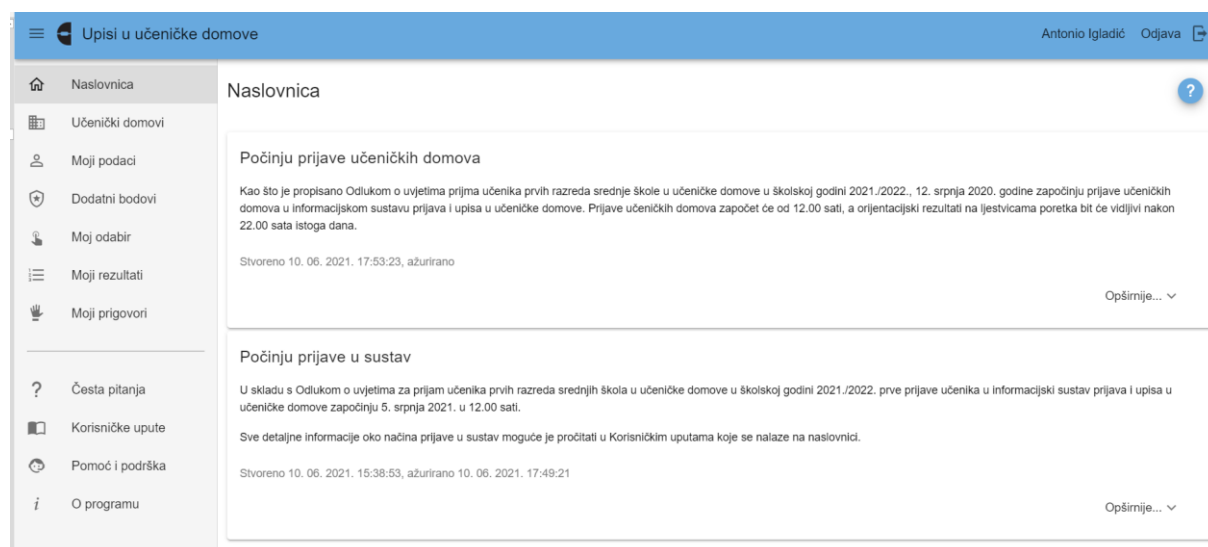 Upisi u učeničke domove
Antonio Igladić Odjava
Naslovnica
Učenički domovi
Moji podaci
Dodatni bodovi
Moj odabir
Moji rezultati
Moji prigovori
Česta pitanja
Korisničke upute
Pomoć i podrška
O programu
Naslovnica
?
Počinju prijave učeničkih domova
Kao što je propisano Odlukom o uvjetima prijma učenika prvih razreda srednje škole u učeničke domove u školskoj godini 2021./2022., 12. srpnja 2020. godine započinju prijave učeničkih
domova u informacijskom sustavu prijava i upisa u učeničke domove. Prijave učeničkih domova započet će od 12.00 sati, a orijentacijski rezultati na ljestvicama poretka bit će vidljivi nakon
22.00 sata istoga dana.
Stvoreno 10. 06. 2021. 17:53:23, ažurirano
Opširnije...
Počinju prijave u sustav
U skladu s Odlukom o uvjetima za prijam učenika prvih razreda srednjih škola u učeničke domove u školskoj godini 2021./2022. prve prijave učenika u informacijski sustav prijava i upisa u
učeničke domove započinju 5. srpnja 2021. u 12.00 sati.
Sve detaljne informacije oko načina prijave u sustav moguće je pročitati u Korisničkim uputama koje se nalaze na naslovnici.
Stvoreno 10. 06. 2021. 15:38:53, ažurirano 10. 06. 2021. 17:49:21
Opširnije...